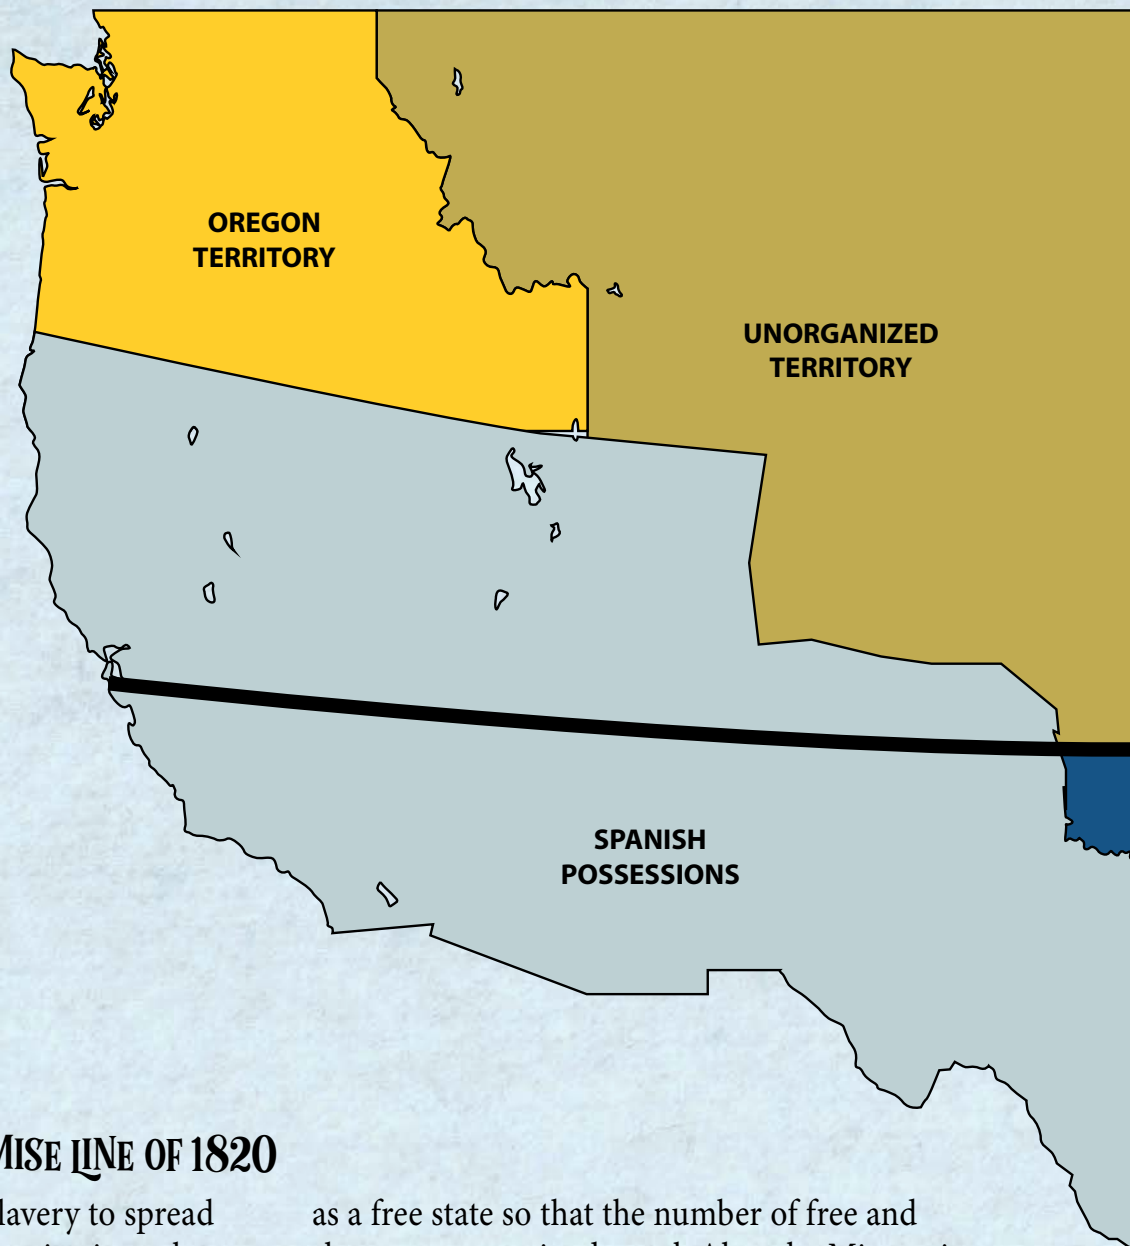 OREGON
TERRITORY
UNORGANIZED
TERRITORY
SPANISH
POSSESSIONS
MISE LINE OF 1820
lavery to spread
as a free state so that the number of free and